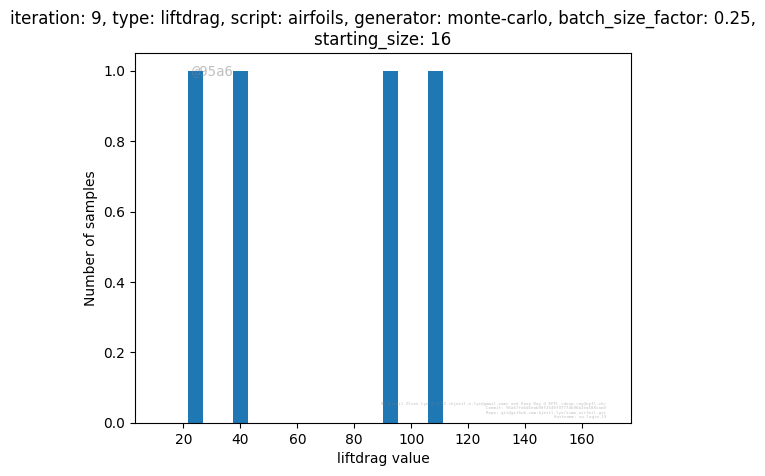 iteration: 9, type: liftdrag, script: airfoils, generator: monte-carlo, batch_size_factor: 0.25,
starting_size: 16
@95a6
1.0
0.8
0.6
0.4
0.2
0.0
Number of samples
20 40 60 80 100 120 140 160
liftdrag value